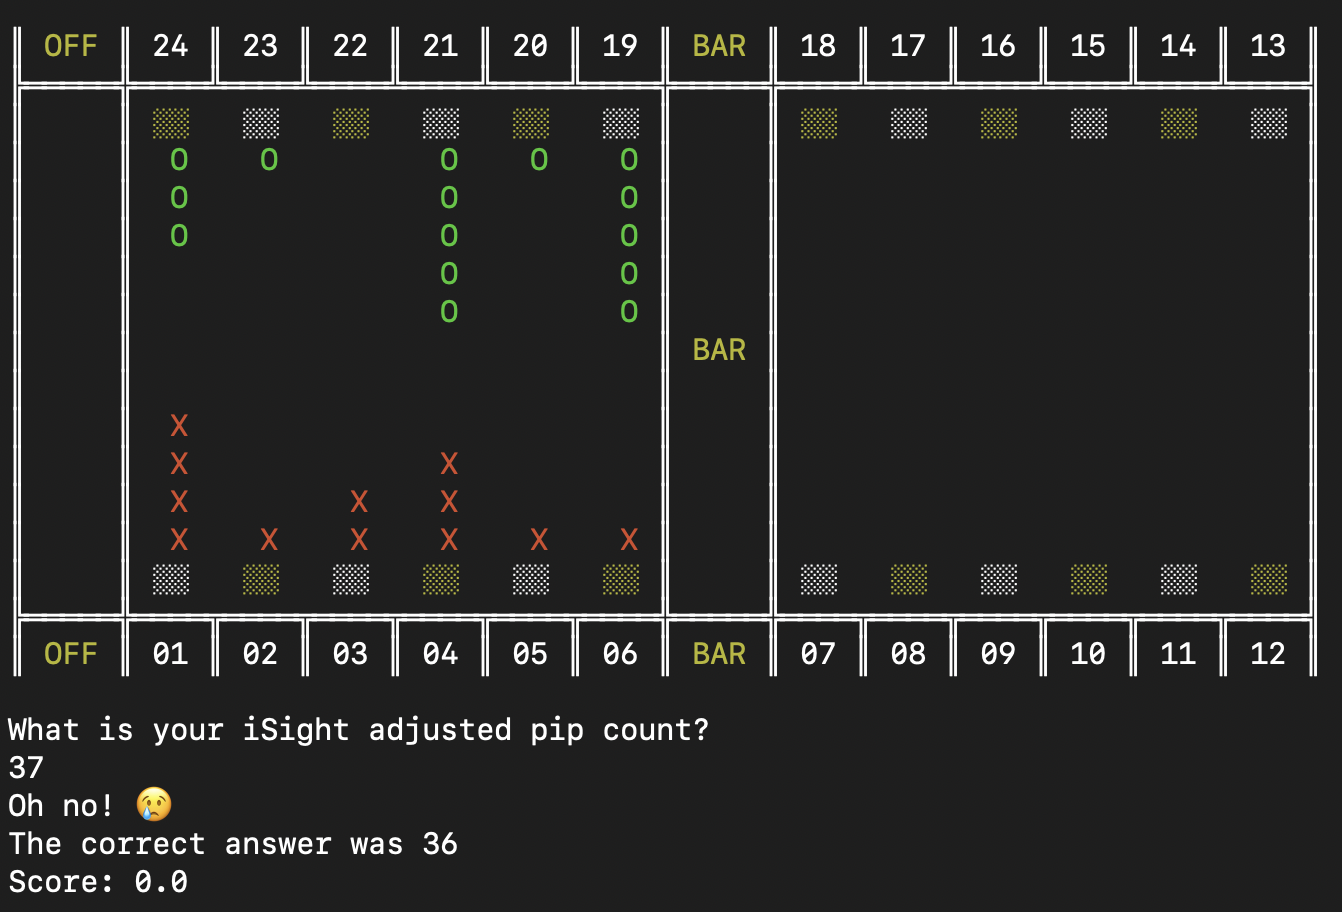 OFF 24 23 22 21 20 19 BAR 18 17 16 15 14 13
O O O O O
O O O
O O O
O O
O O
BAR
X
X X
X X X
X X X X X X
OFF 01 02 03 04 05 06 BAR 07 08 09 10 11 12
What is your iSight adjusted pip count?
37
Oh no! 😢
The correct answer was 36
Score: 0.0